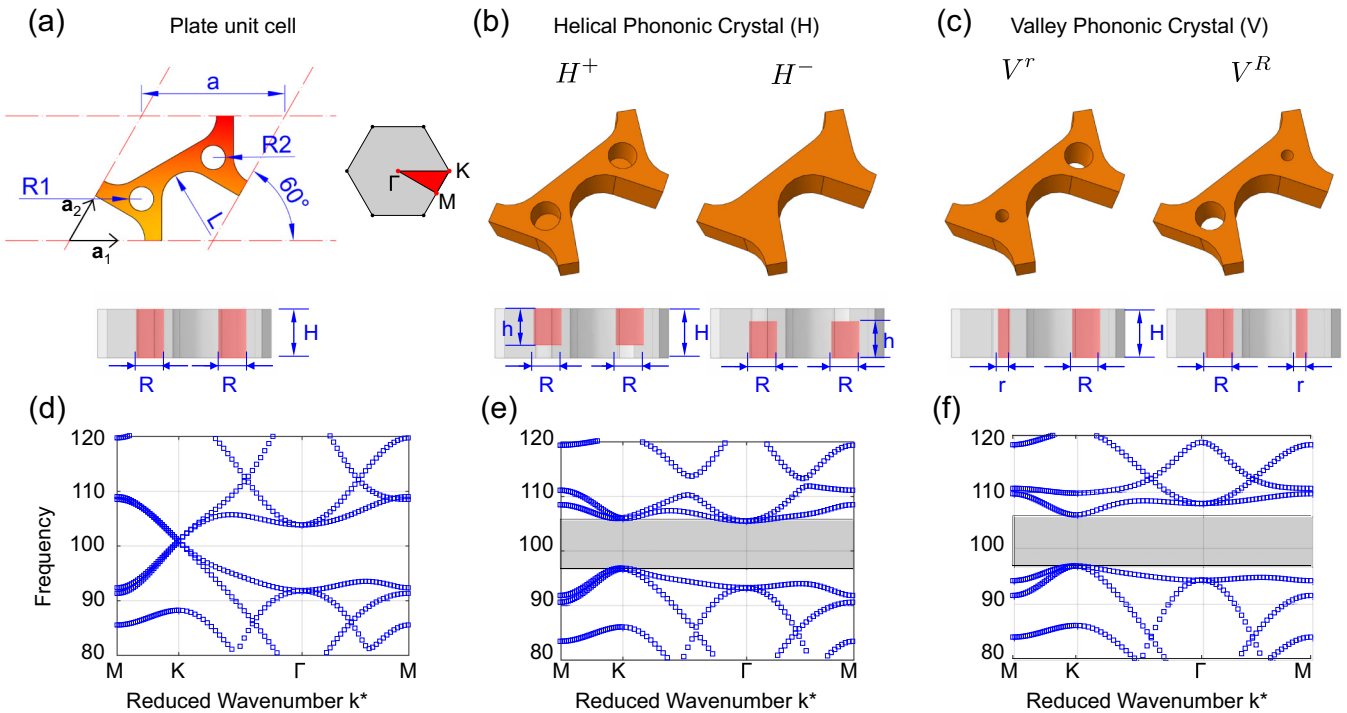 (a) Plate unit cell
(b) Helical Phononic Crystal (H)
(c) Valley Phononic Crystal (V)
H⁺ H⁻
Vʳ Vᴿ
a
R2
R1
a₂
a₁
L
60°
Γ K
M
H
R R
h H
R R
h
R R
H
r R
R r
(d)
120
110
100
90
80
Frequency
M K Γ M
Reduced Wavenumber k*
(e)
120
110
100
90
80
M K Γ M
Reduced Wavenumber k*
(f)
120
110
100
90
80
M K Γ M
Reduced Wavenumber k*